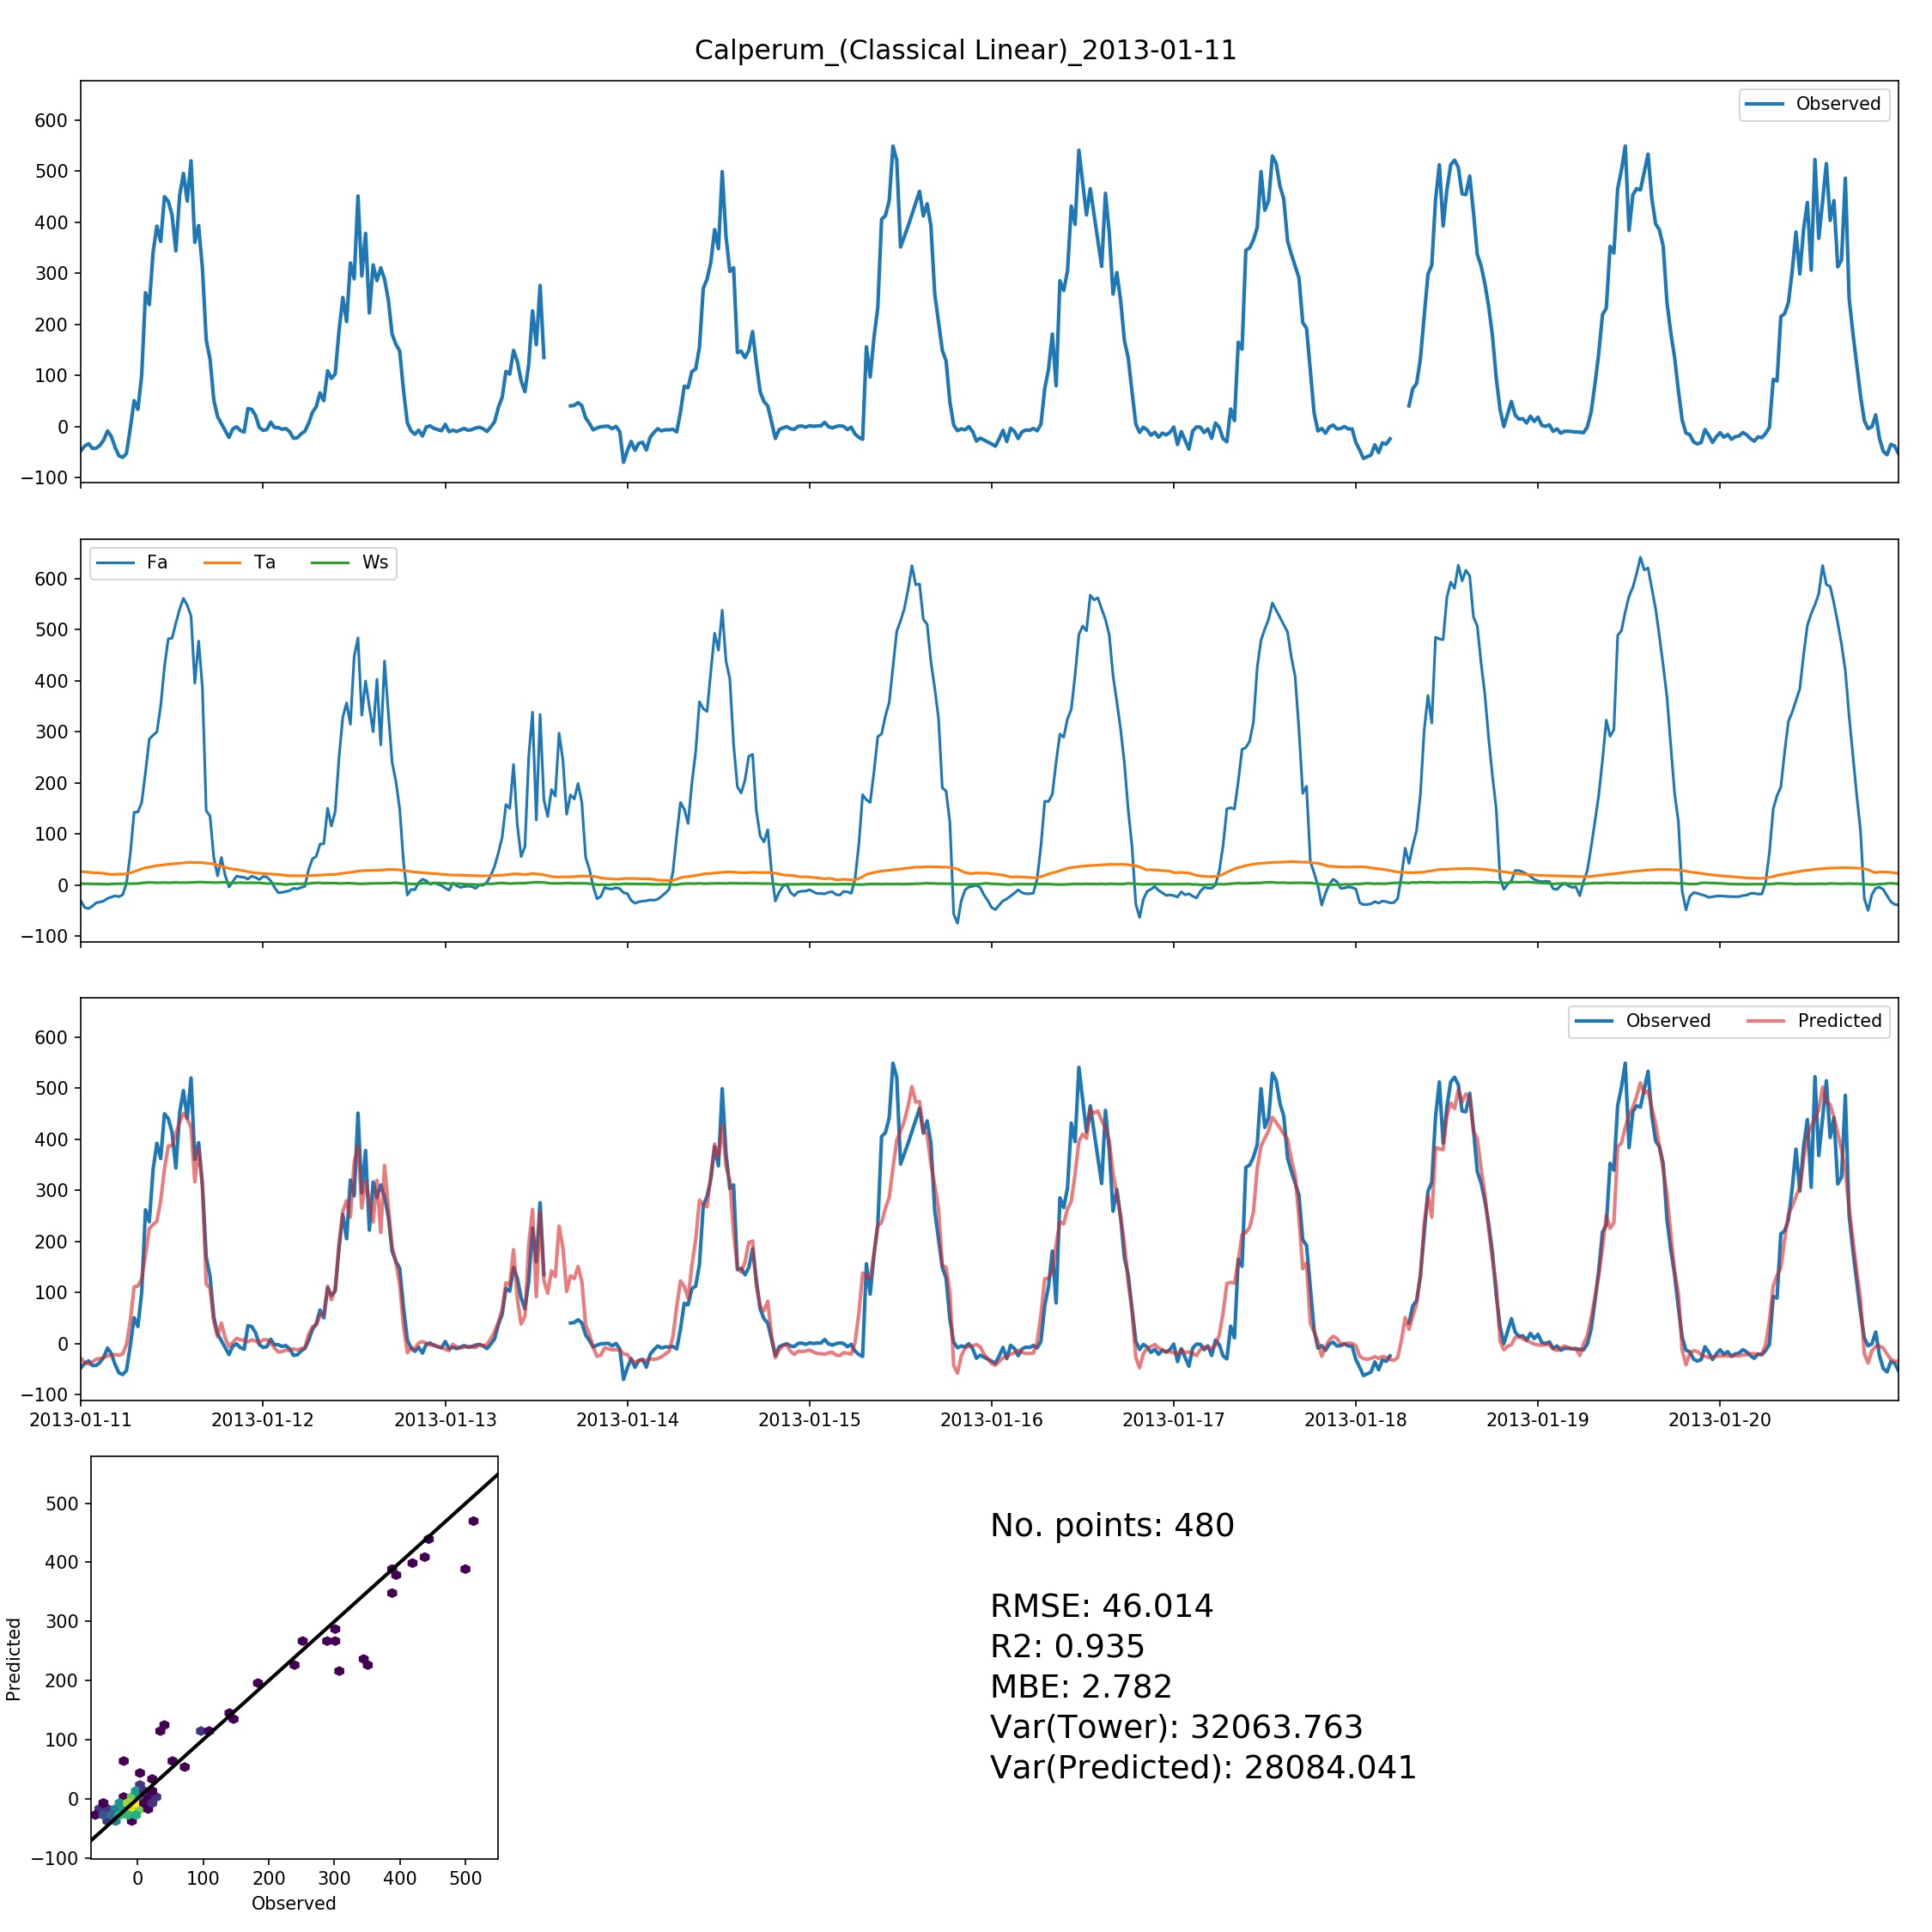 Calperum_(Classical Linear)_2013-01-11
Observed
600
500
400
300
200
100
0
−100
Fa Ta Ws
600
500
400
300
200
100
0
−100
Observed Predicted
600
500
400
300
200
100
0
−100
2013-01-11 2013-01-12 2013-01-13 2013-01-14 2013-01-15 2013-01-16 2013-01-17 2013-01-18 2013-01-19 2013-01-20
Predicted
500
400
300
200
100
0
−100
0 100 200 300 400 500
Observed
No. points: 480
RMSE: 46.014
R2: 0.935
MBE: 2.782
Var(Tower): 32063.763
Var(Predicted): 28084.041